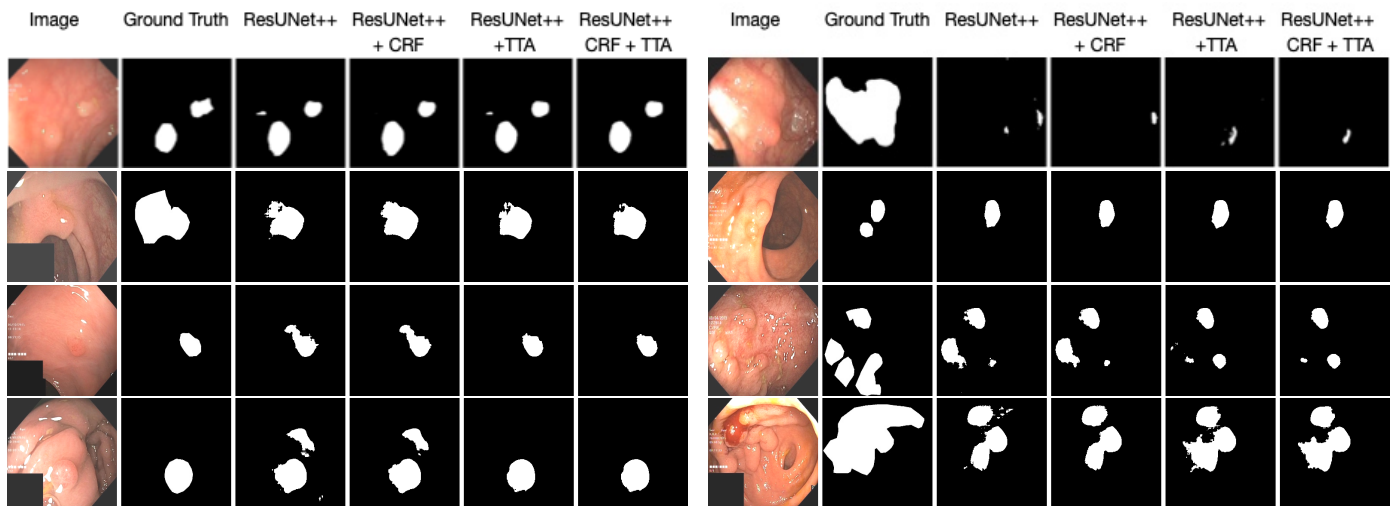 Image Ground Truth ResUNet++ ResUNet++ ResUNet++ ResUNet++
+ CRF +TTA CRF + TTA
Image Ground Truth ResUNet++ ResUNet++ ResUNet++ ResUNet++
+ CRF +TTA CRF + TTA